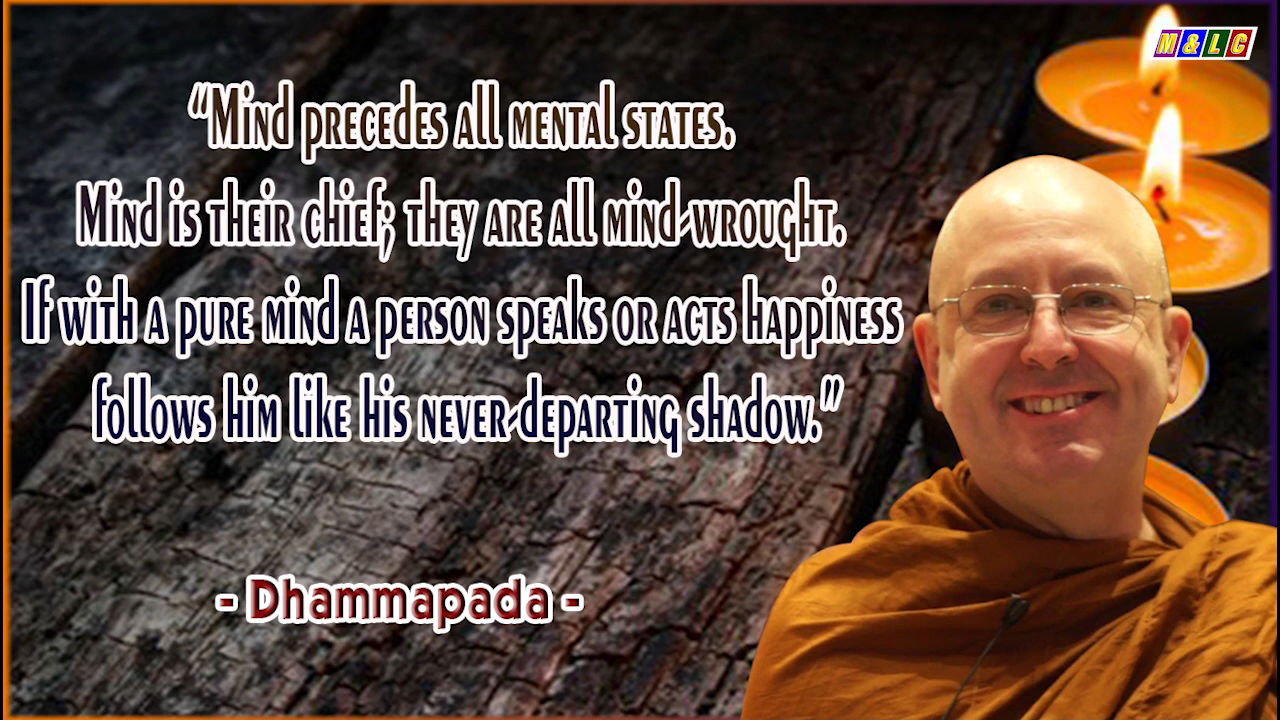 M&LC
“Mind precedes all mental states.
Mind is their chief; they are all mind-wrought.
If with a pure mind a person speaks or acts happiness
follows him like his never-departing shadow.”
- Dhammapada -